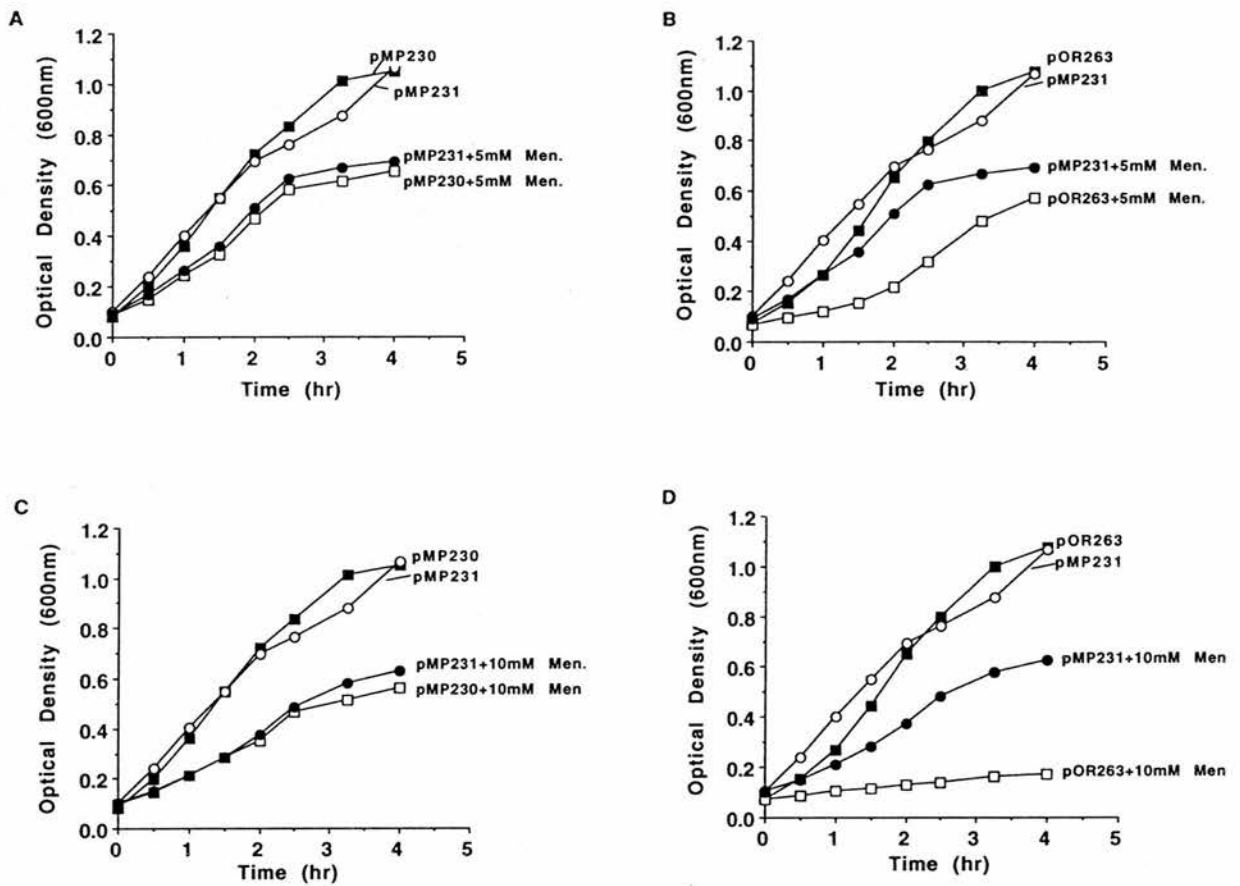 A
1.2
1.0
0.8
0.6
0.4
0.2
0.0
Optical Density (600nm)
pMP230
pMP231
pMP231+5mM Men.
pMP230+5mM Men.
0 1 2 3 4 5
Time (hr)
B
1.2
1.0
0.8
0.6
0.4
0.2
0.0
Optical Density (600nm)
pOR263
pMP231
pMP231+5mM Men.
pOR263+5mM Men.
0 1 2 3 4 5
Time (hr)
C
1.2
1.0
0.8
0.6
0.4
0.2
0.0
Optical Density (600nm)
pMP230
pMP231
pMP231+10mM Men.
pMP230+10mM Men
0 1 2 3 4 5
Time (hr)
D
1.2
1.0
0.8
0.6
0.4
0.2
0.0
Optical Density (600nm)
pOR263
pMP231
pMP231+10mM Men
pOR263+10mM Men
0 1 2 3 4 5
Time (hr)